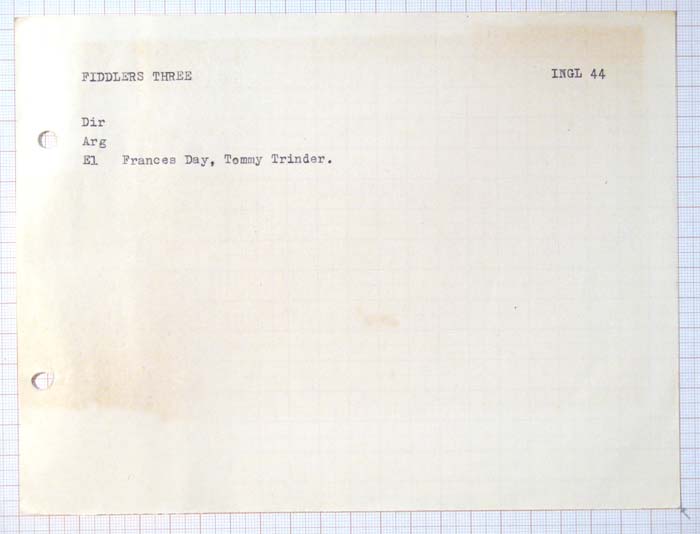 FIDDLERS THREE INGL 44
Dir
Arg
El Frances Day, Tommy Trinder.